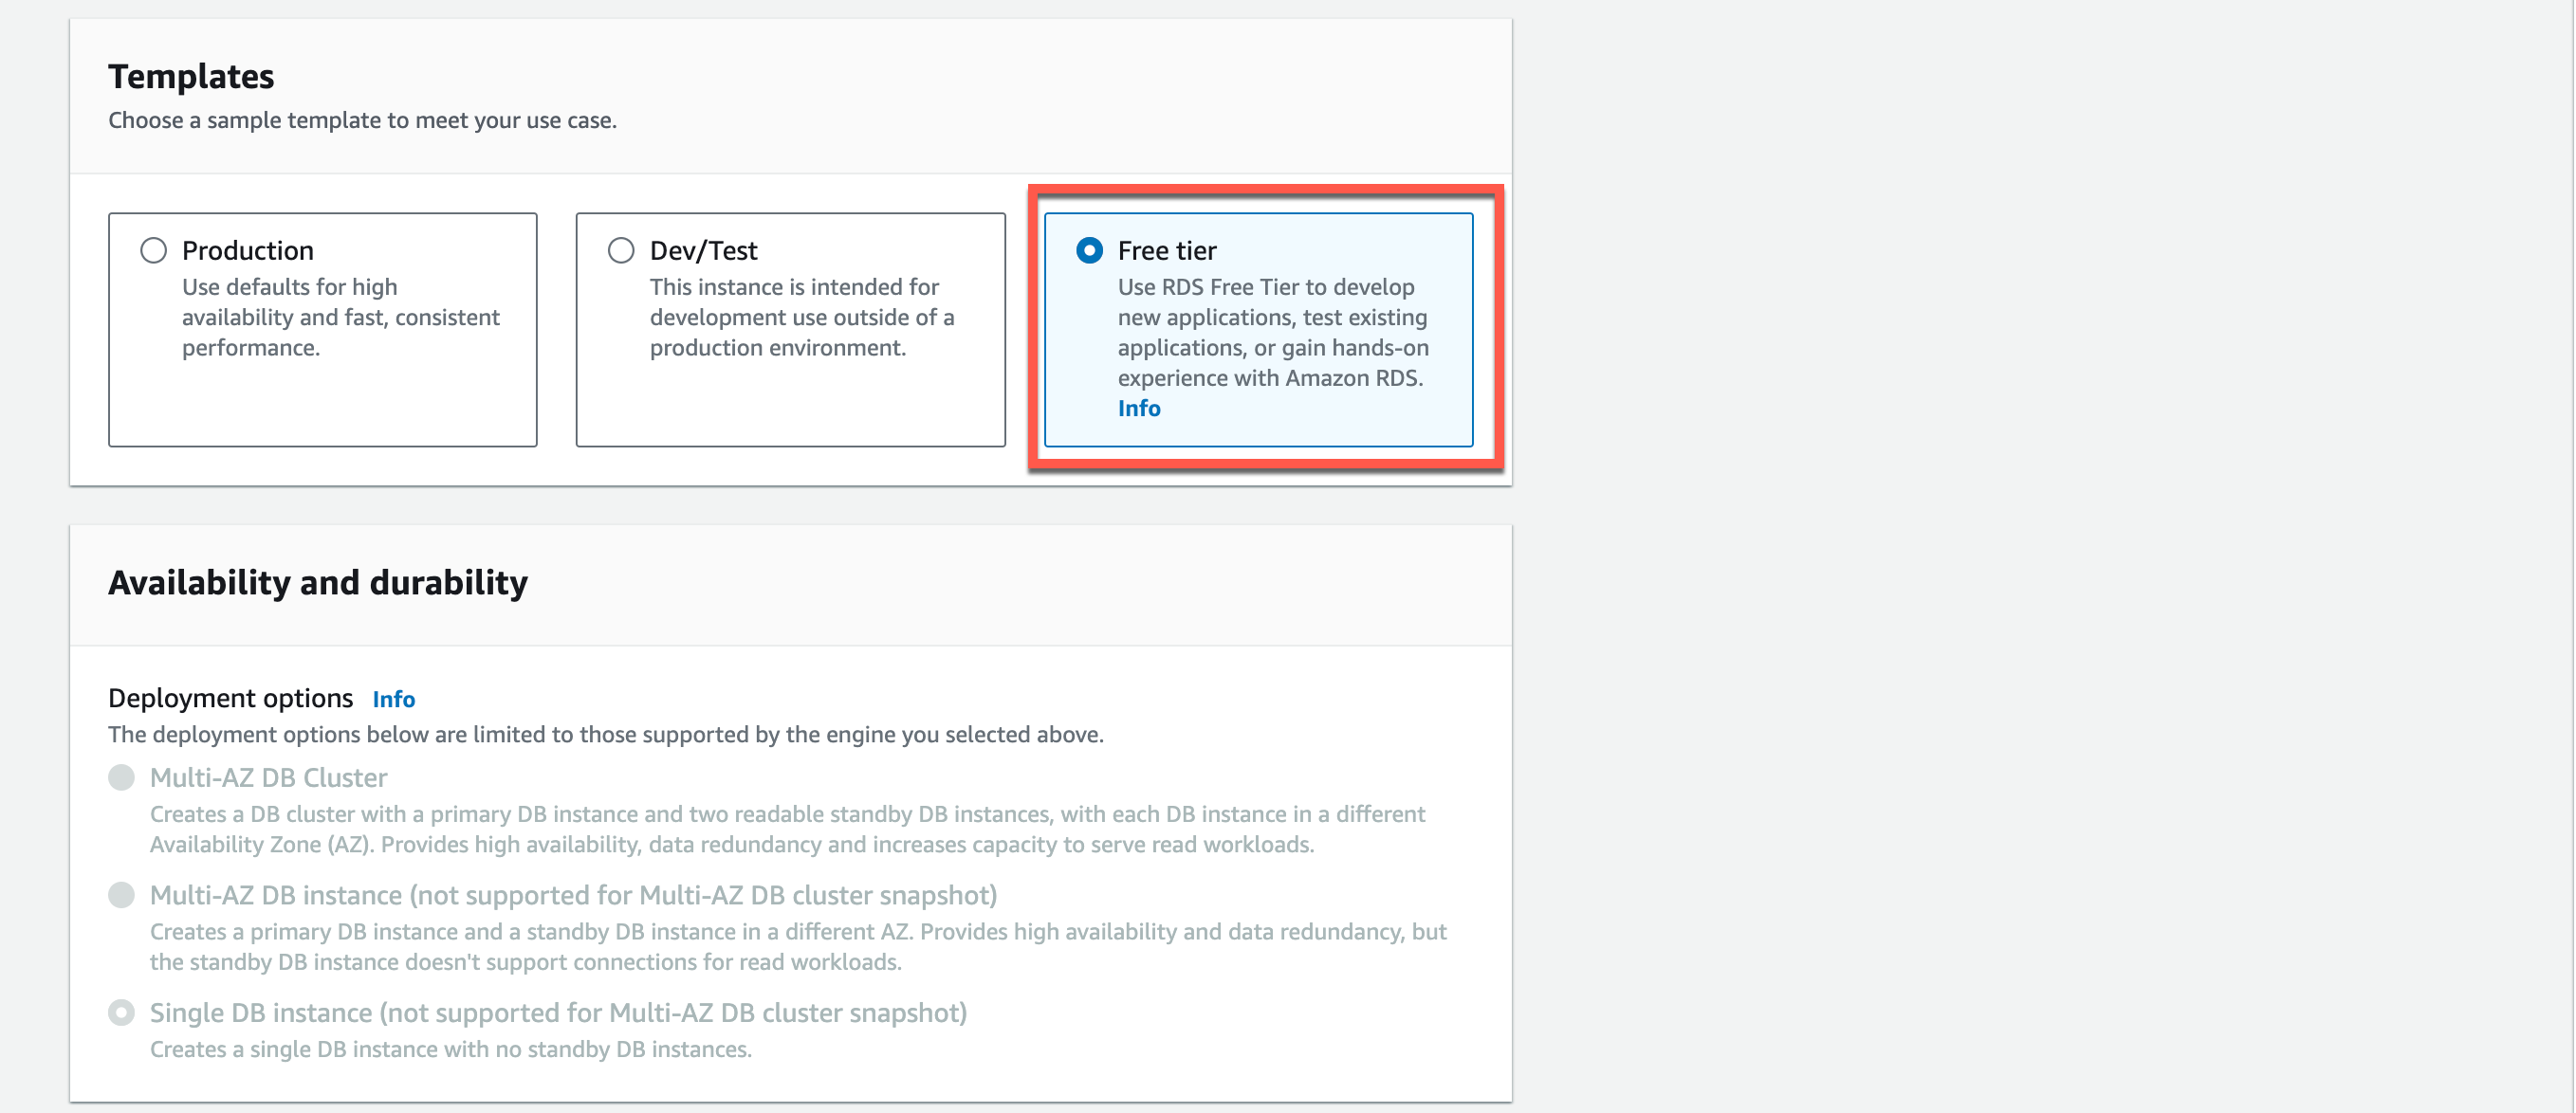 Templates
Choose a sample template to meet your use case.
Production
Use defaults for high
availability and fast, consistent
performance.
Dev/Test
This instance is intended for
development use outside of a
production environment.
Free tier
Use RDS Free Tier to develop
new applications, test existing
applications, or gain hands-on
experience with Amazon RDS.
Info
Availability and durability
Deployment options Info
The deployment options below are limited to those supported by the engine you selected above.
Multi-AZ DB Cluster
Creates a DB cluster with a primary DB instance and two readable standby DB instances, with each DB instance in a different
Availability Zone (AZ). Provides high availability, data redundancy and increases capacity to serve read workloads.
Multi-AZ DB instance (not supported for Multi-AZ DB cluster snapshot)
Creates a primary DB instance and a standby DB instance in a different AZ. Provides high availability and data redundancy, but
the standby DB instance doesn't support connections for read workloads.
Single DB instance (not supported for Multi-AZ DB cluster snapshot)
Creates a single DB instance with no standby DB instances.